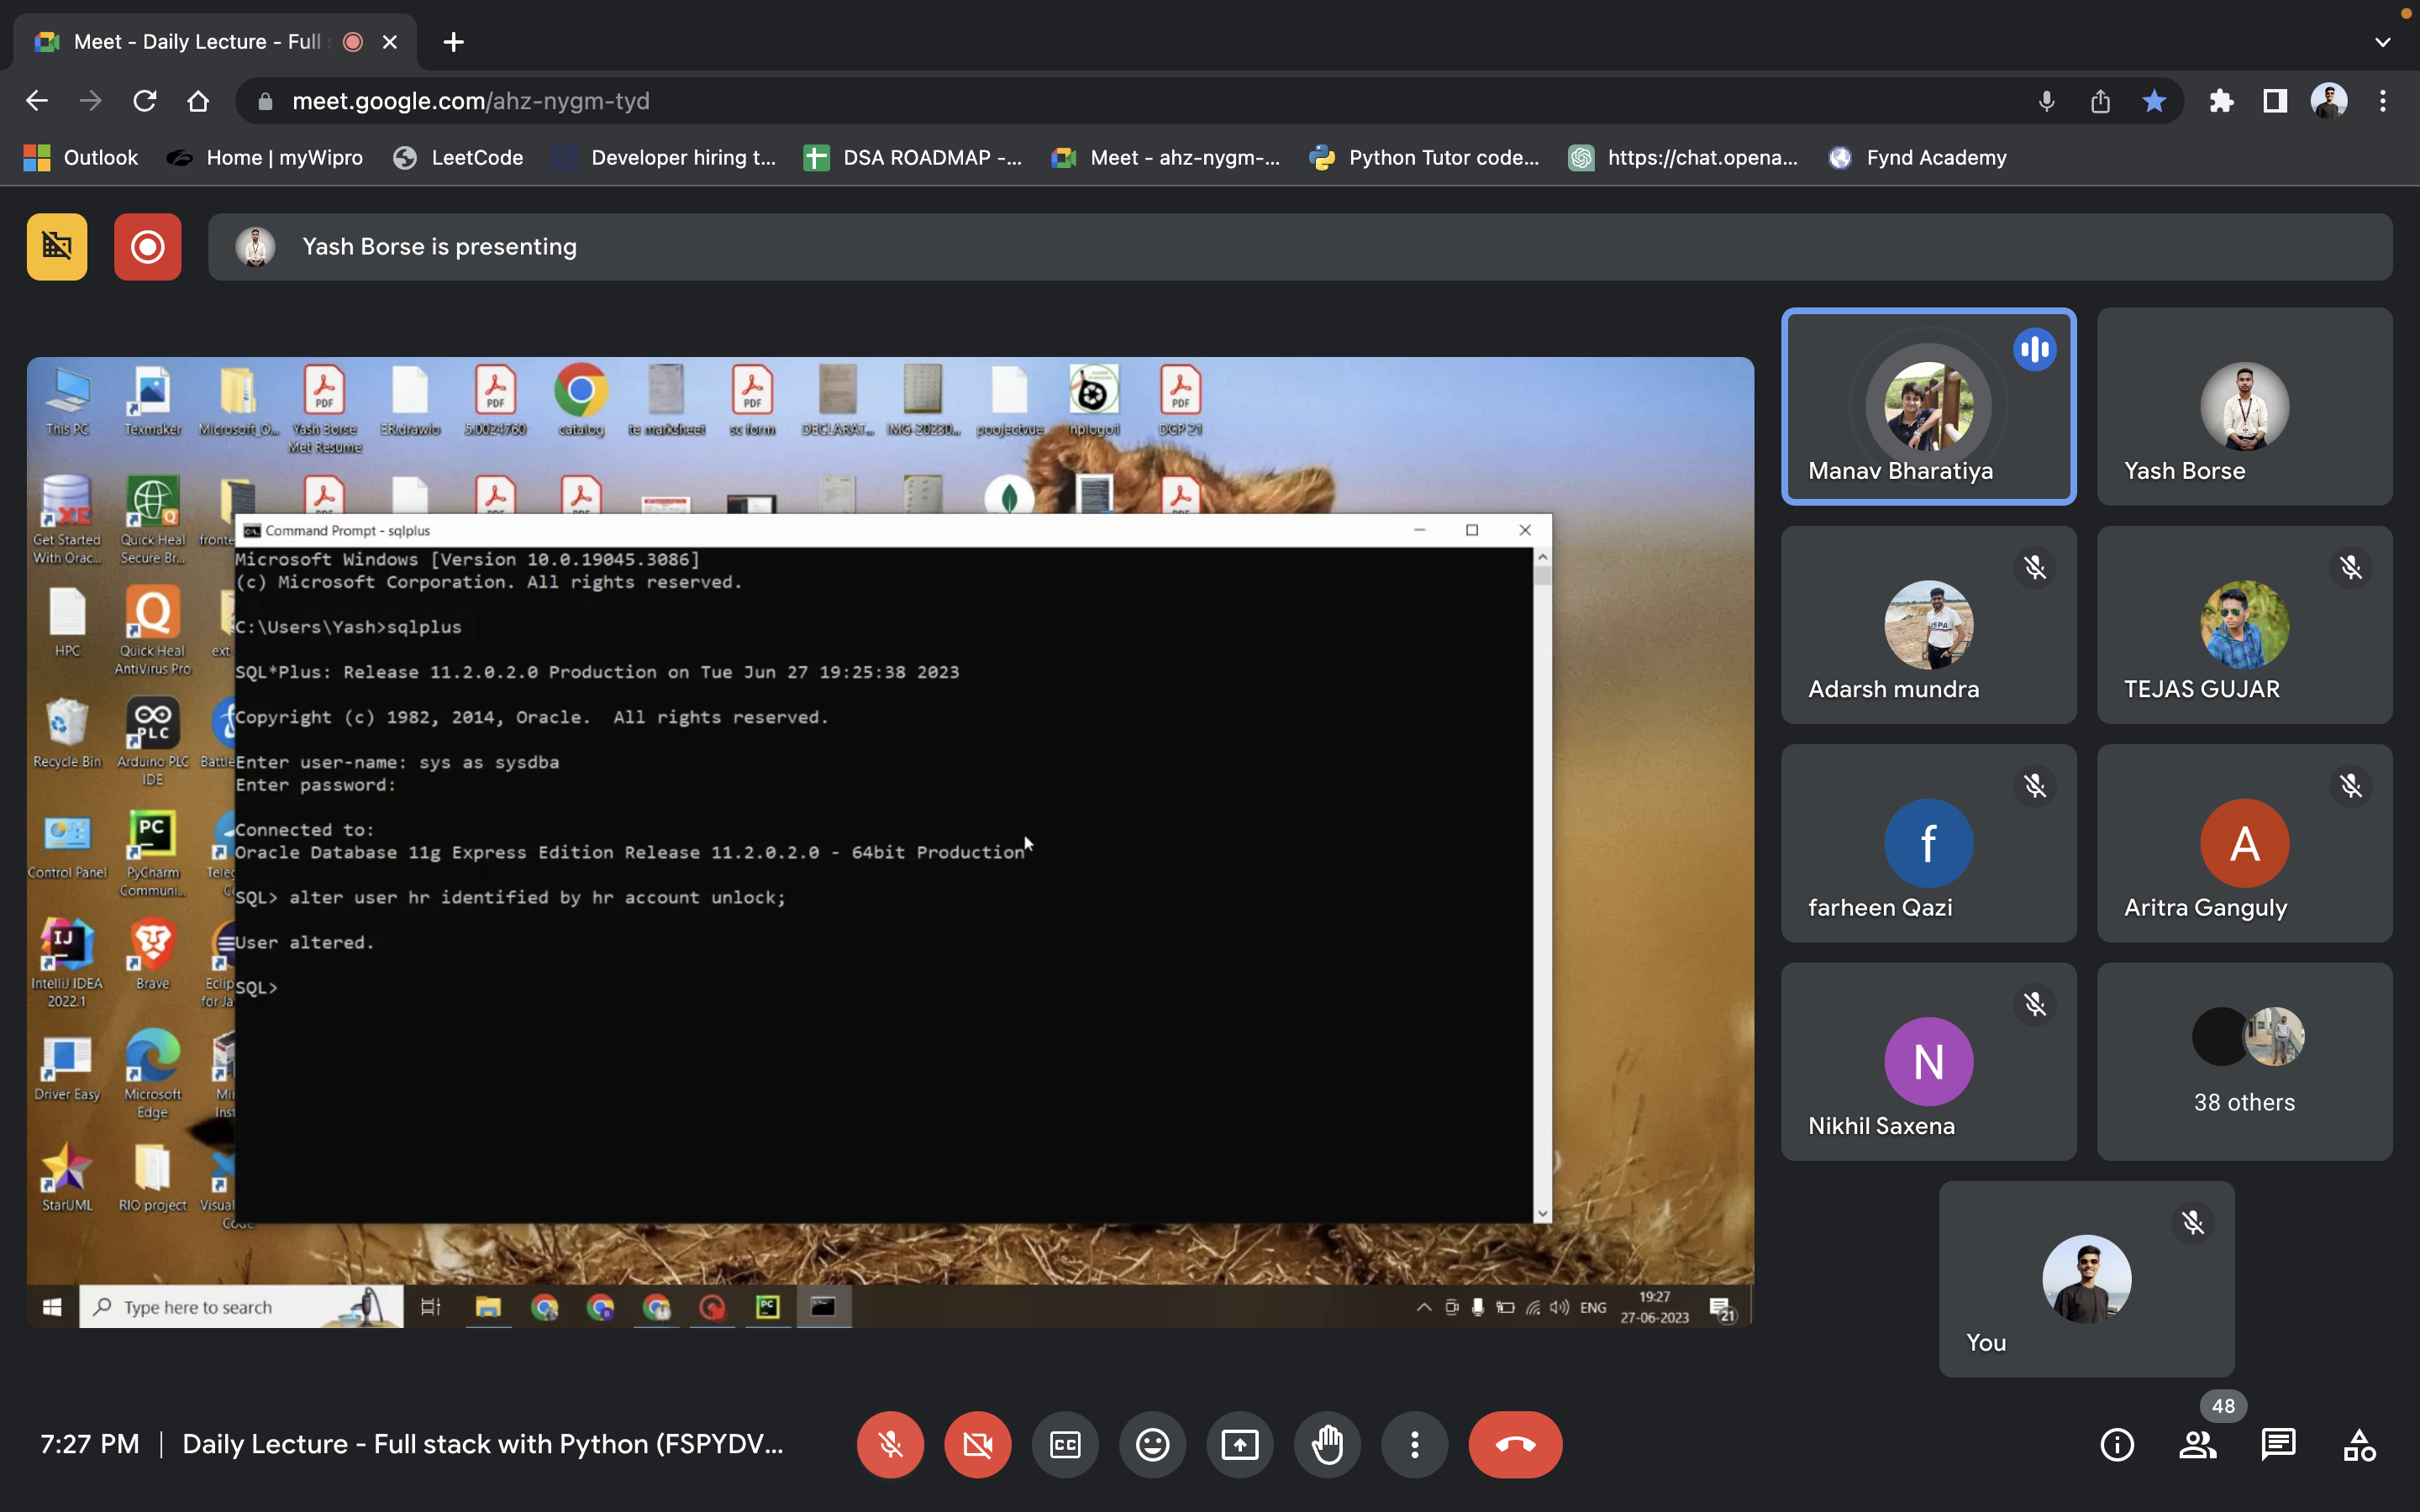 Meet - Daily Lecture - Full
meet.google.com/ahz-nygm-tyd
Outlook
Home | myWipro
LeetCode
Developer hiring t...
DSA ROADMAP -...
Meet - ahz-nygm-...
Python Tutor code...
https://chat.opena...
Fynd Academy
Yash Borse is presenting
This PC
Texmaker
Microsoft_O...
Yash Borse
Met Resume
ER.drawio
5.0024760
catalog
te marksheet
sc form
DECLARAT...
IMG-20230...
poojectvue
nplogo1
DGP 21
Get Started
With Orac...
Quick Heal
Secure Br...
fronte
HPC
Quick Heal
AntiVirus Pro
ext
Recycle Bin
Arduino PLC
IDE
Battle
Control Panel
PyCharm
Communi...
Teleg
IntelliJ IDEA
2022.1
Brave
Eclip
for Ja
Driver Easy
Microsoft
Edge
Mi
Inst
StarUML
RIO project
Visual
Code
Command Prompt - sqlplus
Microsoft Windows [Version 10.0.19045.3086]
(c) Microsoft Corporation. All rights reserved.
C:\Users\Yash>sqlplus
SQL*Plus: Release 11.2.0.2.0 Production on Tue Jun 27 19:25:38 2023
Copyright (c) 1982, 2014, Oracle.  All rights reserved.
Enter user-name: sys as sysdba
Enter password:
Connected to:
Oracle Database 11g Express Edition Release 11.2.0.2.0 - 64bit Production
SQL> alter user hr identified by hr account unlock;
User altered.
SQL>
Type here to search
ENG
19:27
27-06-2023
21
Manav Bharatiya
Yash Borse
Adarsh mundra
TEJAS GUJAR
f
farheen Qazi
A
Aritra Ganguly
N
Nikhil Saxena
38 others
You
7:27 PM | Daily Lecture - Full stack with Python (FSPYDV...
48